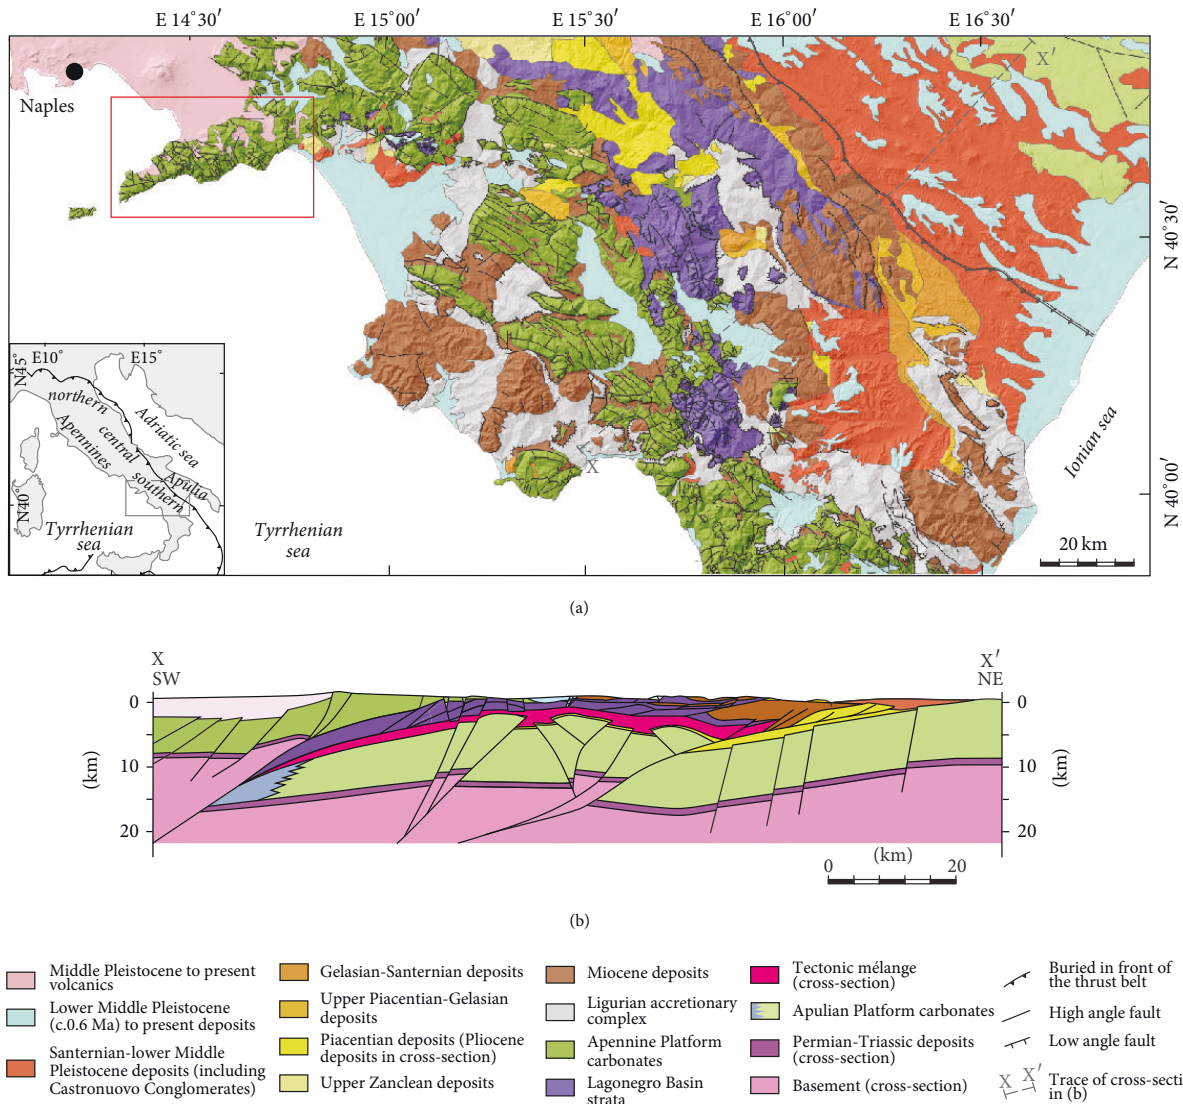 E 14°30′ E 15°00′ E 15°30′ E 16°00′ E 16°30′
X′
Naples
N 40°30′
N 40°00′
Ionian sea
X
Tyrrhenian
sea
20 km
E10° E15°
N45°
N40°
northern
central
southern
Apennines
Adriatic sea
Apulia
Tyrrhenian
sea
(a)
X
SW
X′
NE
0
10
20
(km)
0
10
20
(km)
0 (km) 20
(b)
Middle Pleistocene to present
volcanics
Lower Middle Pleistocene
(c.0.6 Ma) to present deposits
Santernian-lower Middle
Pleistocene deposits (including
Castronuovo Conglomerates)
Gelasian-Santernian deposits
Upper Piacentian-Gelasian
deposits
Piacentian deposits (Pliocene
deposits in cross-section)
Upper Zanclean deposits
Miocene deposits
Ligurian accretionary
complex
Apennine Platform
carbonates
Lagonegro Basin
strata
Tectonic mélange
(cross-section)
Apulian Platform carbonates
Permian-Triassic deposits
(cross-section)
Basement (cross-section)
Buried in front of
the thrust belt
High angle fault
Low angle fault
X X′
Trace of cross-secti
in (b)